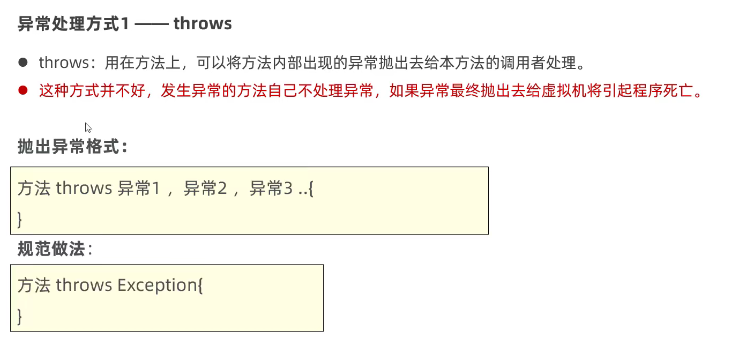 异常处理方式1 —— throws
● throws：用在方法上，可以将方法内部出现的异常抛出去给本方法的调用者处理。
● 这种方式并不好，发生异常的方法自己不处理异常，如果异常最终抛出去给虚拟机将引起程序死亡。
抛出异常格式：
方法 throws 异常1 ，异常2 ，异常3 ..{
}
规范做法：
方法 throws Exception{
}